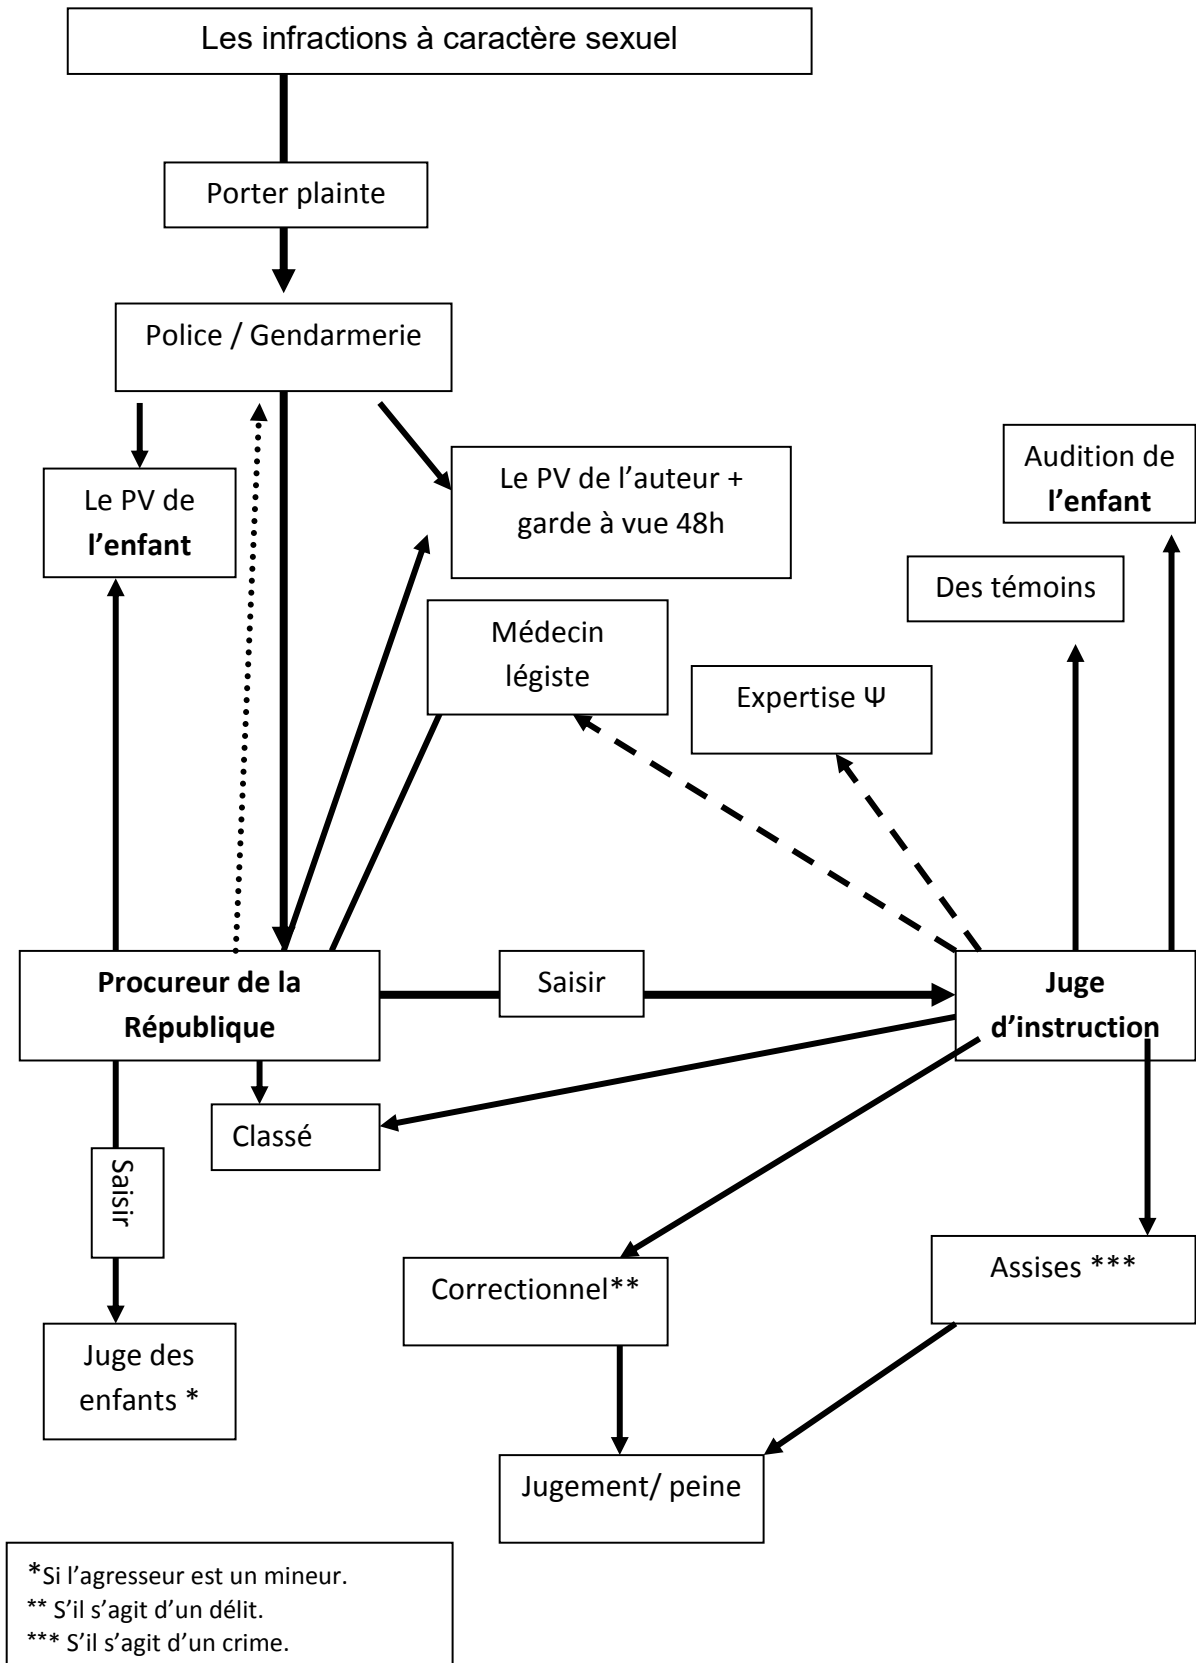 Les infractions à caractère sexuel
Porter plainte
Police / Gendarmerie
Le PV de
l’enfant
Le PV de l’auteur +
garde à vue 48h
Audition de
l’enfant
Des témoins
Médecin
légiste
Expertise Ψ
Procureur de la
République
Saisir
Juge
d’instruction
Classé
Saisir
Correctionnel**
Assises ***
Juge des
enfants *
Jugement/ peine
*Si l’agresseur est un mineur.
** S’il s’agit d’un délit.
*** S’il s’agit d’un crime.